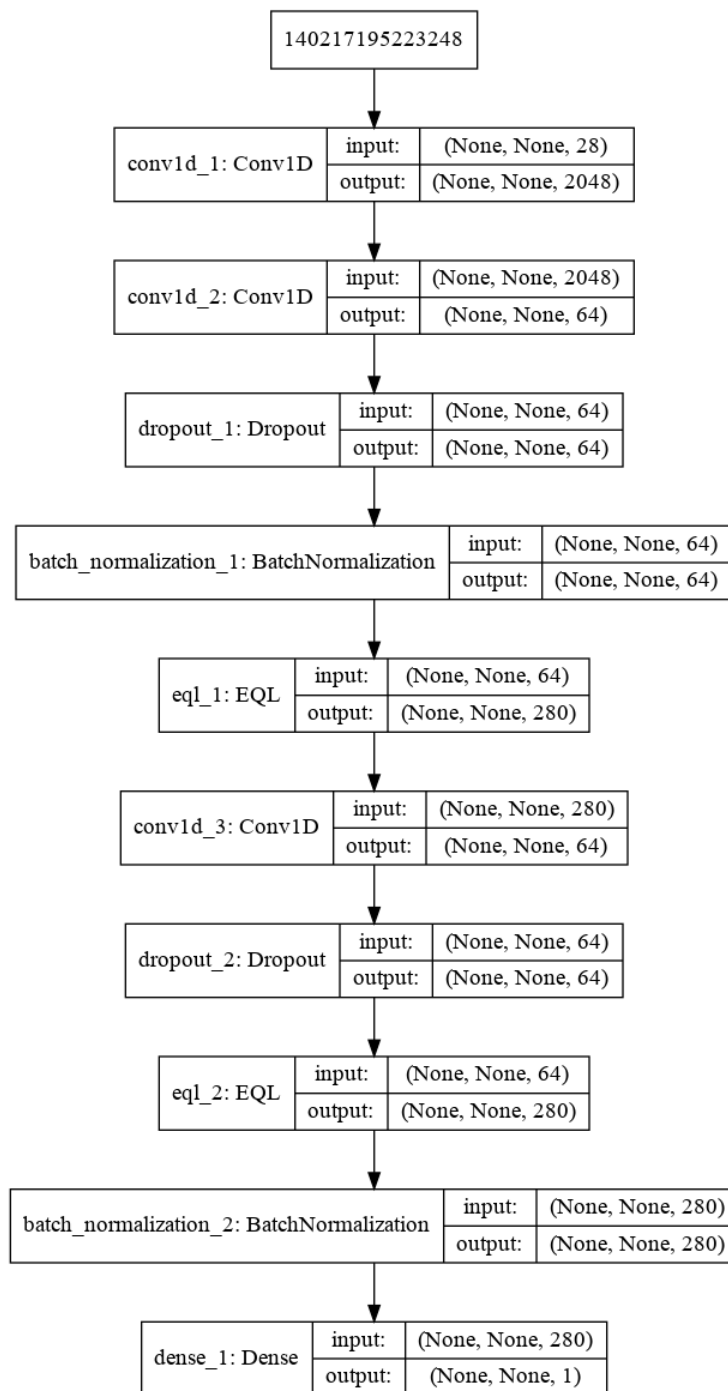 140217195223248
conv1d_1: Conv1D
input: (None, None, 28)
output: (None, None, 2048)
conv1d_2: Conv1D
input: (None, None, 2048)
output: (None, None, 64)
dropout_1: Dropout
input: (None, None, 64)
output: (None, None, 64)
batch_normalization_1: BatchNormalization
input: (None, None, 64)
output: (None, None, 64)
eql_1: EQL
input: (None, None, 64)
output: (None, None, 280)
conv1d_3: Conv1D
input: (None, None, 280)
output: (None, None, 64)
dropout_2: Dropout
input: (None, None, 64)
output: (None, None, 64)
eql_2: EQL
input: (None, None, 64)
output: (None, None, 280)
batch_normalization_2: BatchNormalization
input: (None, None, 280)
output: (None, None, 280)
dense_1: Dense
input: (None, None, 280)
output: (None, None, 1)